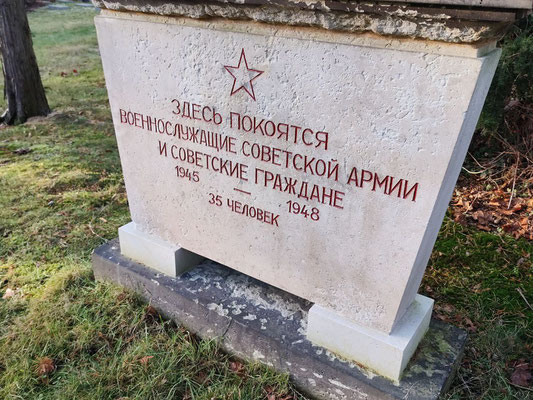 ЗДЕСЬ ПОКОЯТСЯ
ВОЕННОСЛУЖАЩИЕ СОВЕТСКОЙ АРМИИ
И СОВЕТСКИЕ ГРАЖДАНЕ
1945 — 1948
35 ЧЕЛОВЕК